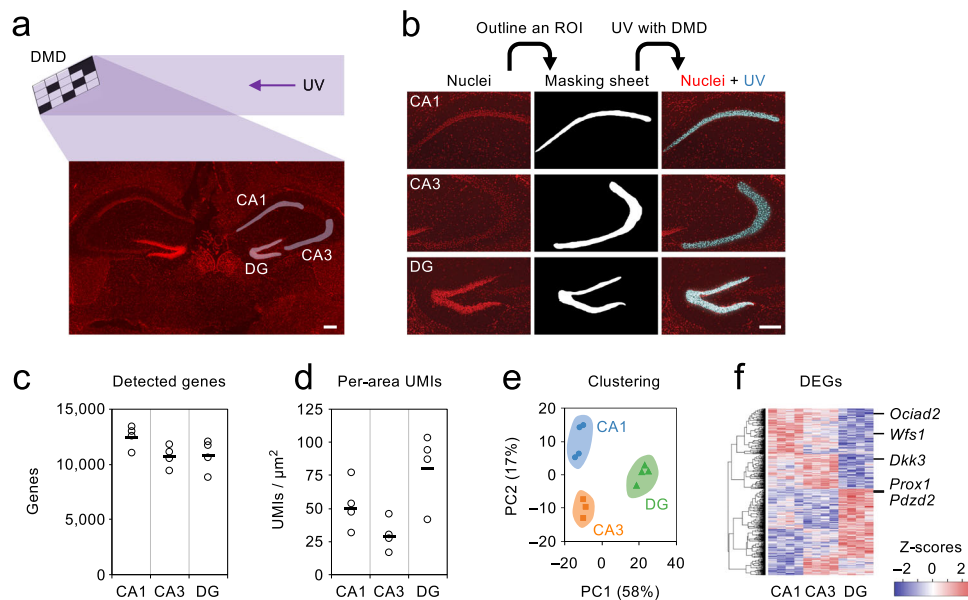 a
DMD
UV
CA1
CA3
DG
b
Outline an ROI
UV with DMD
Nuclei
Masking sheet
Nuclei + UV
CA1
CA3
DG
c
Detected genes
15,000
10,000
5,000
0
Genes
CA1 CA3 DG
d
Per-area UMIs
125
100
75
50
25
0
UMIs / µm²
CA1 CA3 DG
e
Clustering
20
10
0
−10
−20
PC2 (17%)
CA1
DG
CA3
−20 0 20 40
PC1 (58%)
f
DEGs
Ociad2
Wfs1
Dkk3
Prox1
Pdzd2
Z-scores
−2 0 2
CA1 CA3 DG